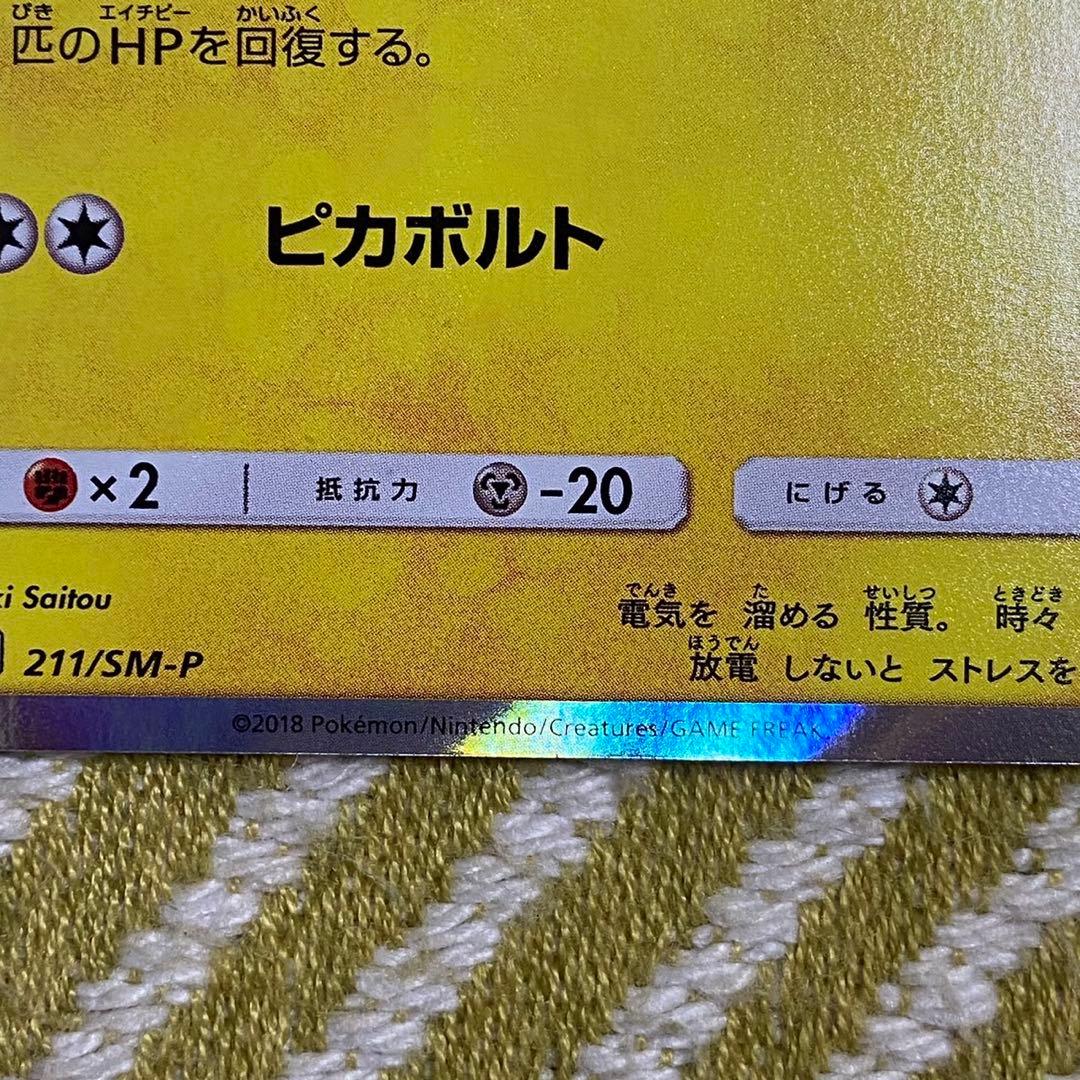 びき エイチピー かいふく
匹のHPを回復する。
ピカボルト
×2 抵抗力 -20 にげる
ki Saitou
でんき た せいしつ ときどき
電気を 溜める 性質。 時々
ほうでん
放電 しないと ストレスを
211/SM-P
©2018 Pokémon/Nintendo/Creatures/GAME FREAK.